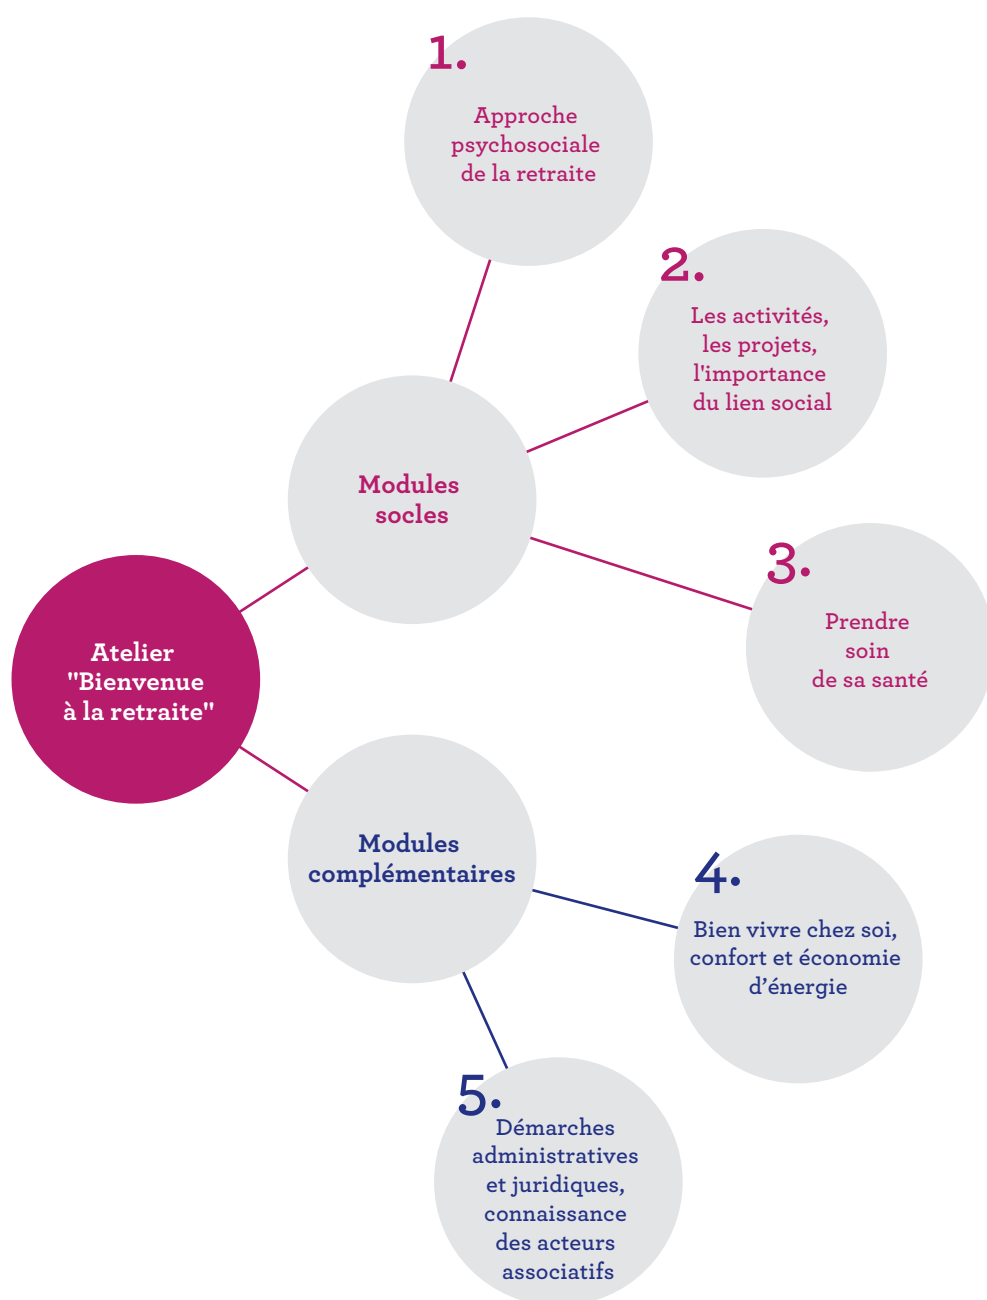 1.
Approche
psychosociale
de la retraite
2.
Les activités,
les projets,
l'importance
du lien social
Modules
socles
3.
Prendre
soin
de sa santé
Atelier
"Bienvenue
à la retraite"
Modules
complémentaires
4.
Bien vivre chez soi,
confort et économie
d’énergie
5.
Démarches
administratives
et juridiques,
connaissance
des acteurs
associatifs